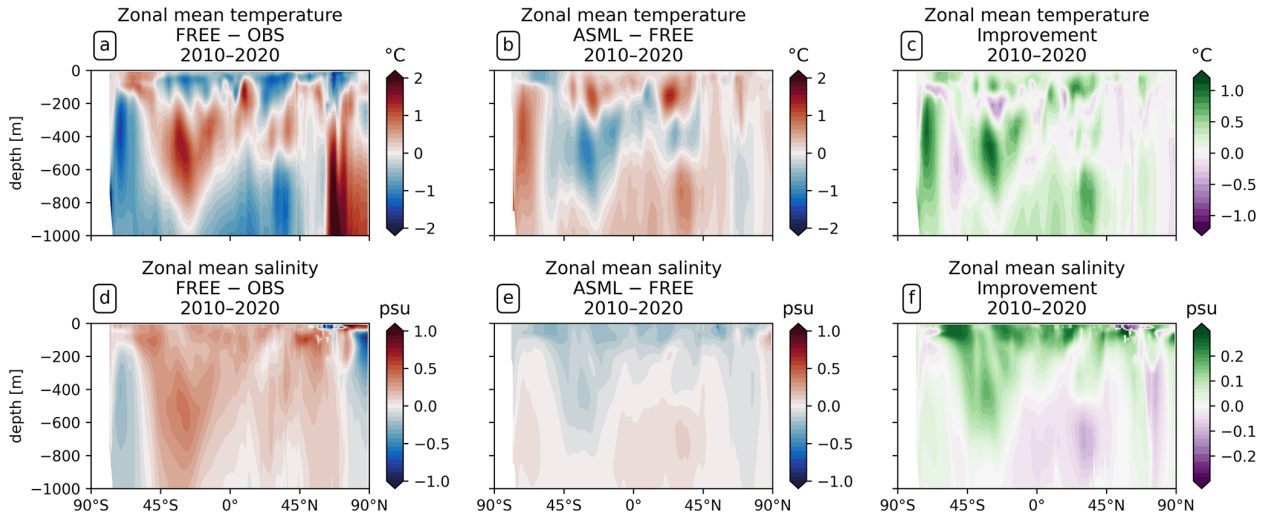 Zonal mean temperature
FREE − OBS
2010–2020
a
°C
0
−200
−400
−600
−800
−1000
depth [m]
2
1
0
−1
−2
Zonal mean temperature
ASML − FREE
2010–2020
b
°C
2
1
0
−1
−2
Zonal mean temperature
Improvement
2010–2020
c
°C
1.0
0.5
0.0
−0.5
−1.0
Zonal mean salinity
FREE − OBS
2010–2020
d
psu
0
−200
−400
−600
−800
−1000
depth [m]
90°S 45°S 0° 45°N 90°N
1.0
0.5
0.0
−0.5
−1.0
Zonal mean salinity
ASML − FREE
2010–2020
e
psu
90°S 45°S 0° 45°N 90°N
1.0
0.5
0.0
−0.5
−1.0
Zonal mean salinity
Improvement
2010–2020
f
psu
90°S 45°S 0° 45°N 90°N
0.2
0.1
0.0
−0.1
−0.2